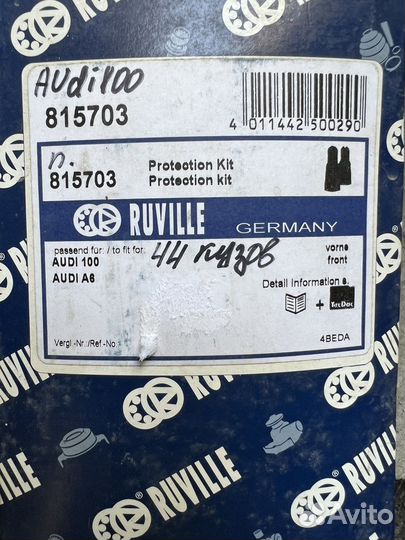 AUdi 100
815703
4 011442 500290
п.
815703
Protection Kit
Protection kit
RUVILLE
GERMANY
passend für: / to fit for:
44 кузов
vorne
front
AUDI 100
AUDI A6
Detail Information s.
+
TecDoc
Vergl-Nr./Ref-No
4BEDA
RUVILLE
RUVILLE
RUVILLE
Avito